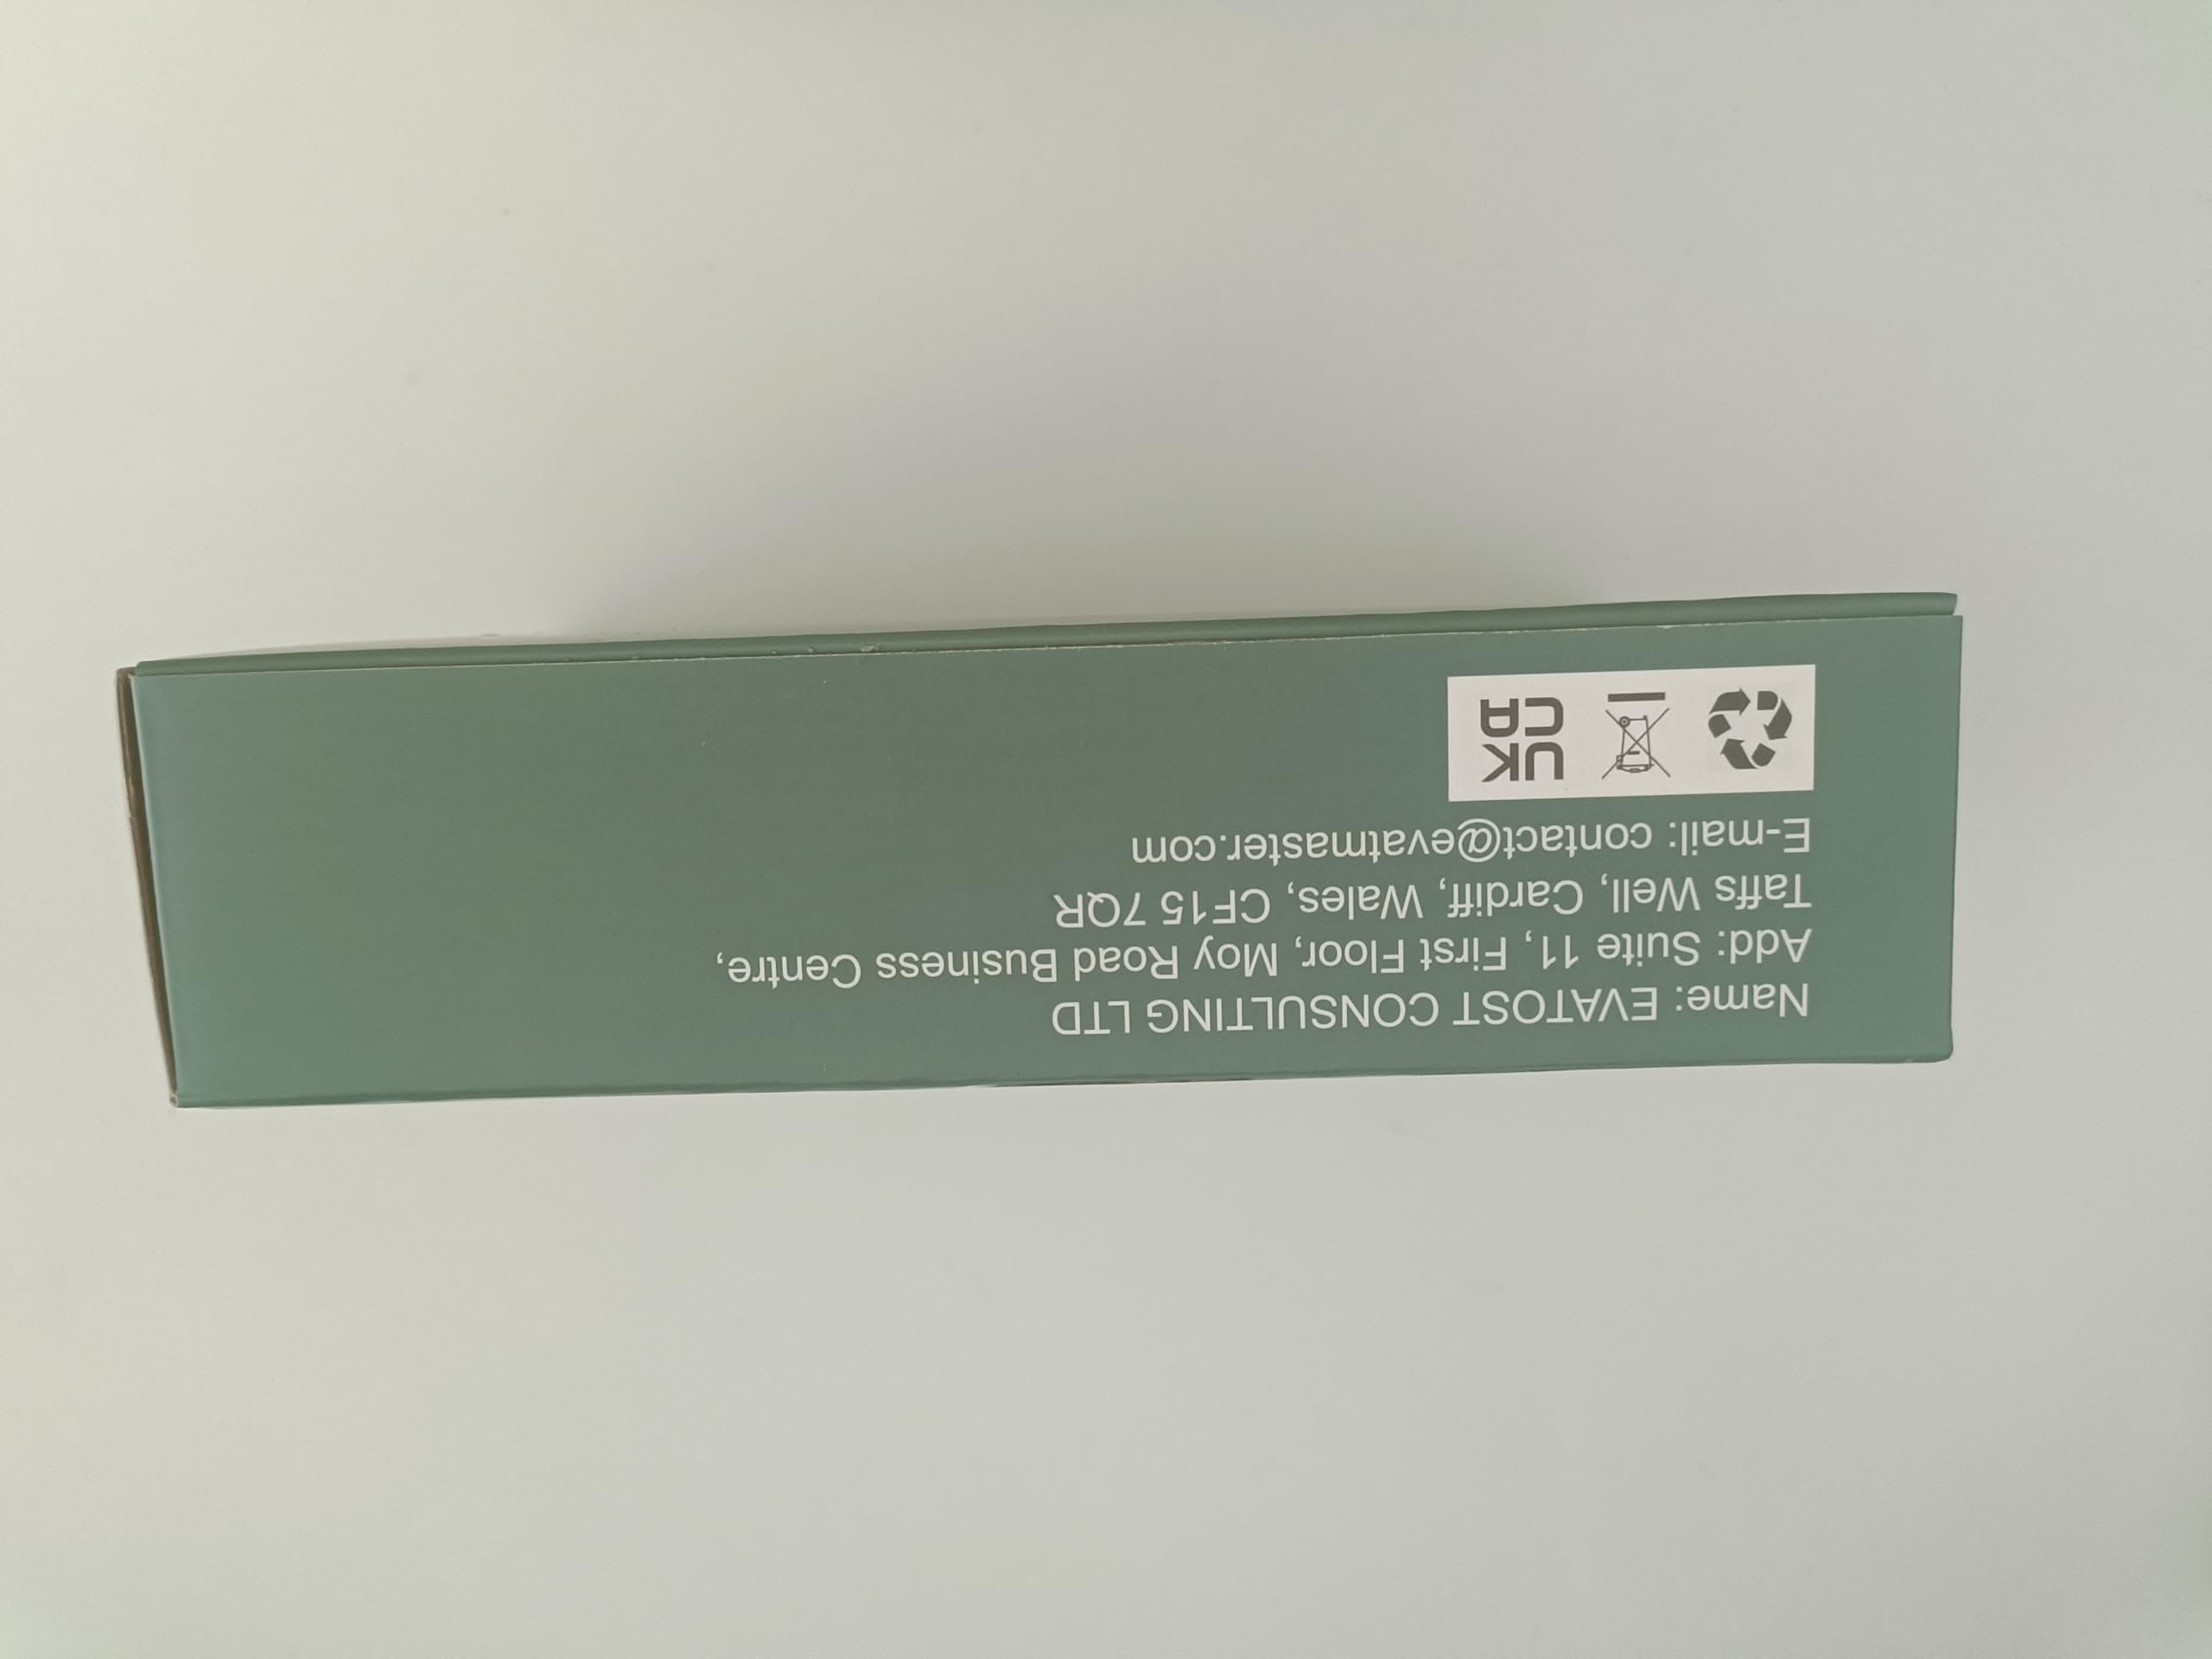 Name: EVATOST CONSULTING LTD
Add: Suite 11, First Floor, Moy Road Business Centre,
Taffs Well, Cardiff, Wales, CF15 7QR
E-mail: contact@evatmaster.com
UK
CA